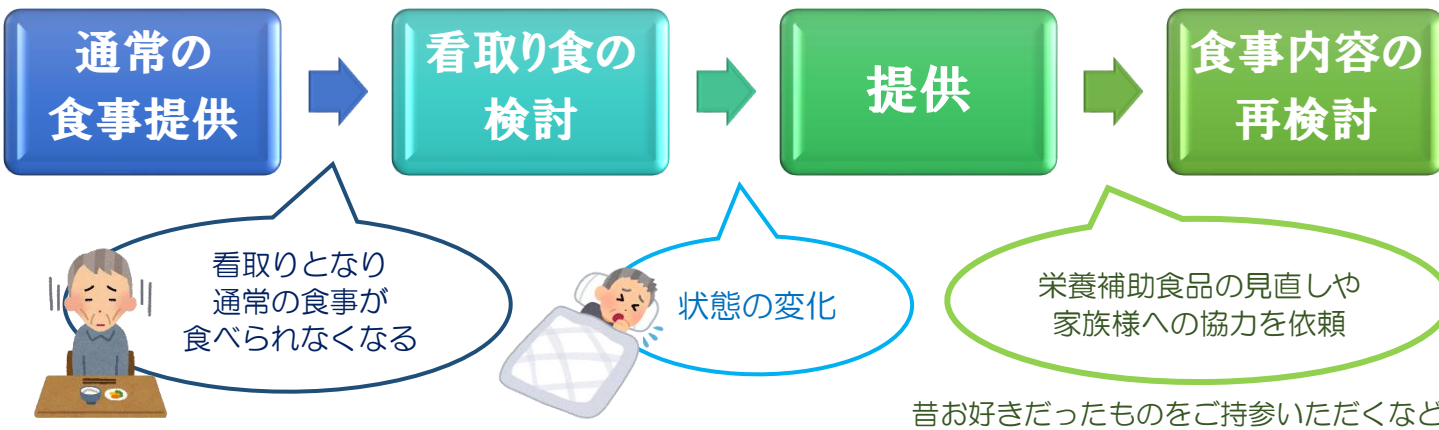 通常の
食事提供
看取り食の
検討
提供
食事内容の
再検討
看取りとなり
通常の食事が
食べられなくなる
状態の変化
栄養補助食品の見直しや
家族様への協力を依頼
昔お好きだったものをご持参いただくなど